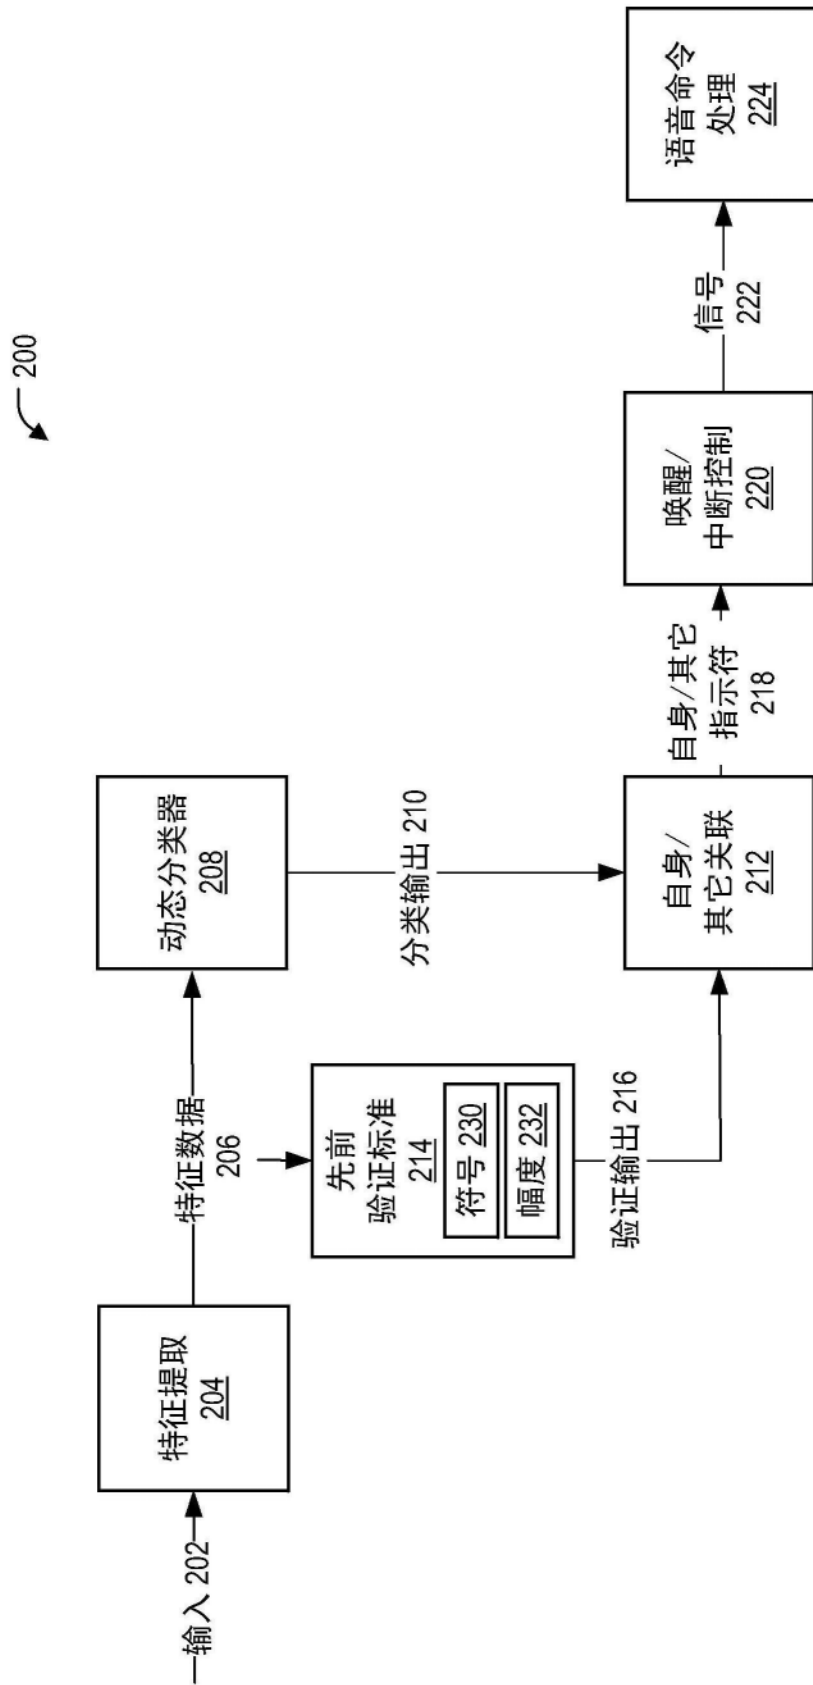 200
输入 202
特征提取
204
特征数据
206
动态分类器
208
先前
验证标准
214
符号 230
幅度 232
分类输出 210
验证输出 216
自身/
其它关联
212
自身/其它
指示符
218
唤醒/
中断控制
220
信号
222
语音命令
处理
224